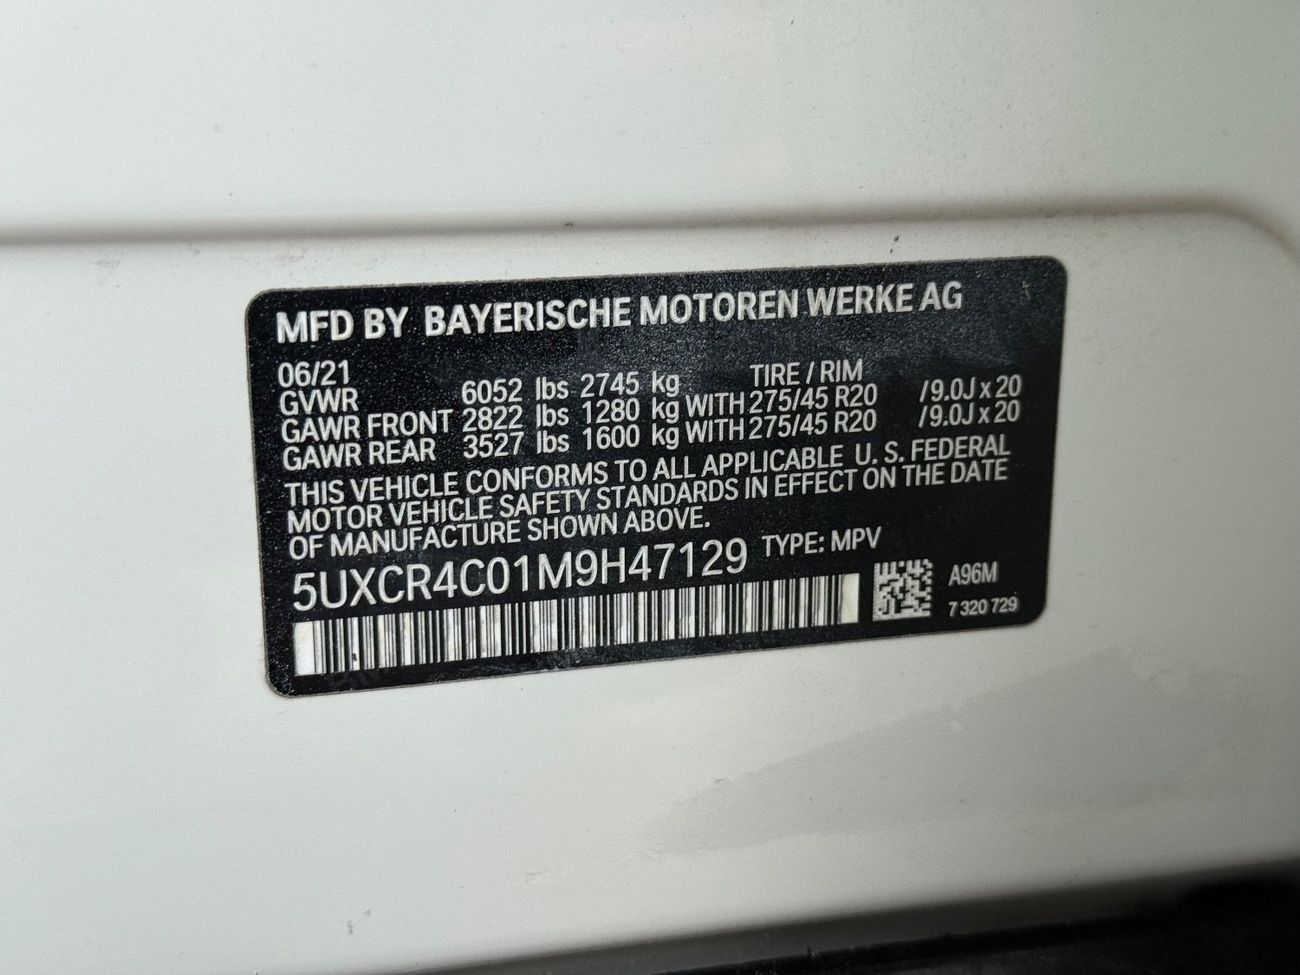 MFD BY BAYERISCHE MOTOREN WERKE AG
06/21 TIRE / RIM
GVWR 6052 lbs 2745 kg
GAWR FRONT 2822 lbs 1280 kg WITH 275/45 R20 /9.0J x 20
GAWR REAR 3527 lbs 1600 kg WITH 275/45 R20 /9.0J x 20
THIS VEHICLE CONFORMS TO ALL APPLICABLE U. S. FEDERAL
MOTOR VEHICLE SAFETY STANDARDS IN EFFECT ON THE DATE
OF MANUFACTURE SHOWN ABOVE.
5UXCR4C01M9H47129 TYPE: MPV
A96M
7 320 729